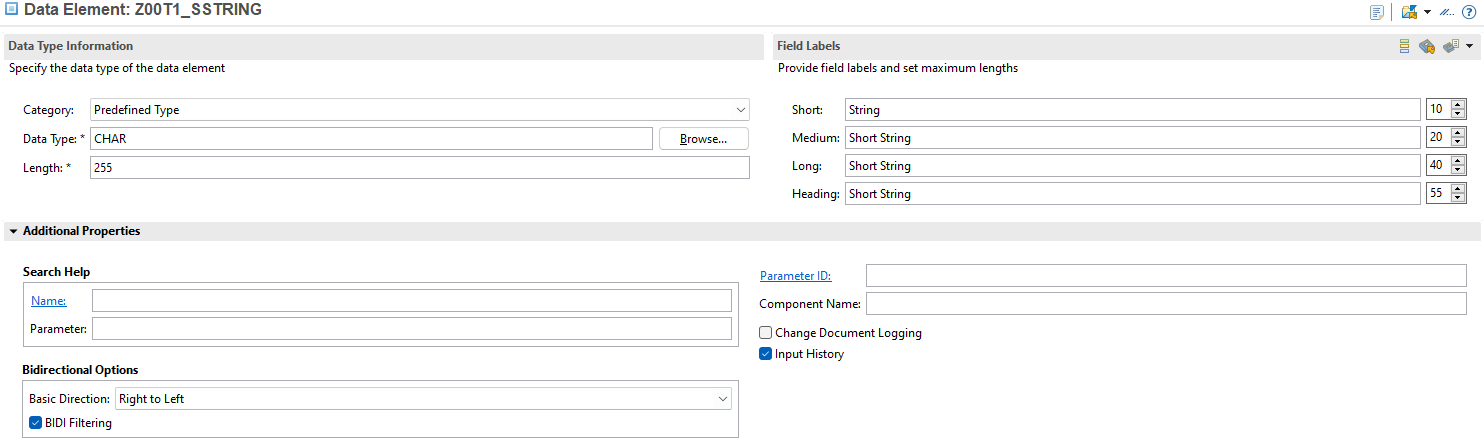 Data Element: Z00T1_SSTRING
Data Type Information
Specify the data type of the data element
Category: Predefined Type
Data Type: * CHAR Browse...
Length: * 255
Field Labels
Provide field labels and set maximum lengths
Short: String 10
Medium: Short String 20
Long: Short String 40
Heading: Short String 55
Additional Properties
Search Help
Name:
Parameter:
Bidirectional Options
Basic Direction: Right to Left
BIDI Filtering
Parameter ID:
Component Name:
Change Document Logging
Input History